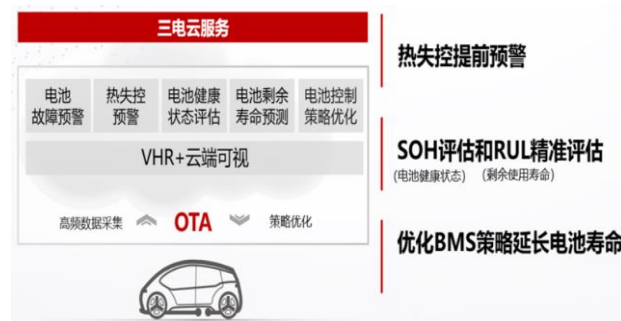 三电云服务
电池
故障预警
热失控
预警
电池健康
状态评估
电池剩余
寿命预测
电池控制
策略优化
VHR+云端可视
高频数据采集
OTA
策略优化
热失控提前预警
SOH评估和RUL精准评估
(电池健康状态) (剩余使用寿命)
优化BMS策略延长电池寿命